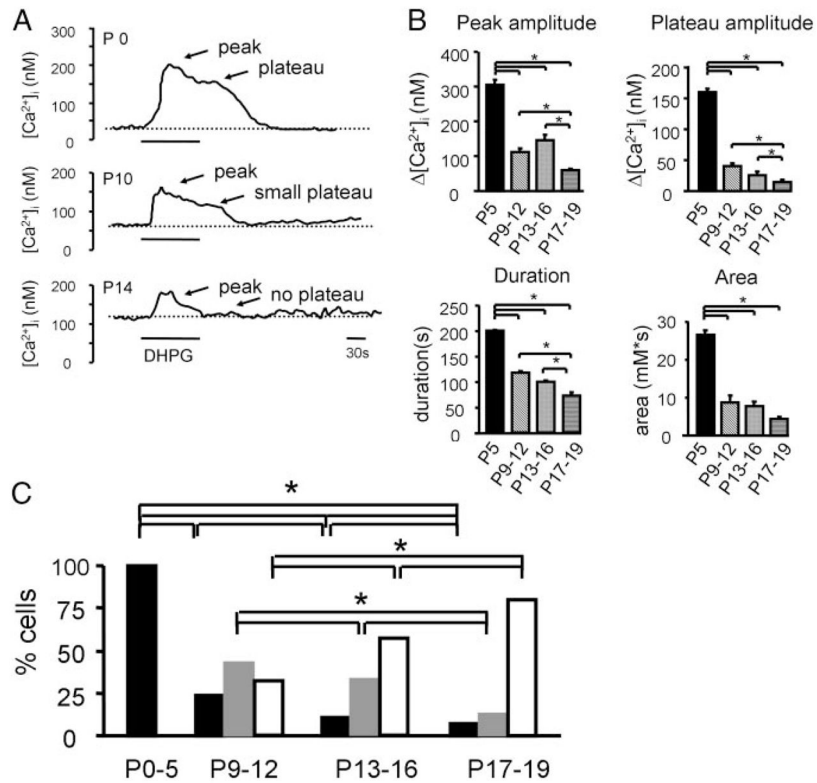 A
P 0
[Ca²⁺]ᵢ (nM)
300
200
100
0
peak
plateau
P10
[Ca²⁺]ᵢ (nM)
200
100
0
peak
small plateau
P14
[Ca²⁺]ᵢ (nM)
200
100
0
peak
no plateau
DHPG
30s
B
Peak amplitude
Δ[Ca²⁺]ᵢ (nM)
400
300
200
100
0
*
*
*
P5
P9-12
P13-16
P17-19
Plateau amplitude
Δ[Ca²⁺]ᵢ (nM)
200
150
100
50
0
*
*
*
P5
P9-12
P13-16
P17-19
Duration
duration(s)
250
200
150
100
50
0
*
*
*
P5
P9-12
P13-16
P17-19
Area
area (mM*s)
30
20
10
0
*
P5
P9-12
P13-16
P17-19
C
% cells
100
75
50
25
0
*
*
*
P0-5
P9-12
P13-16
P17-19